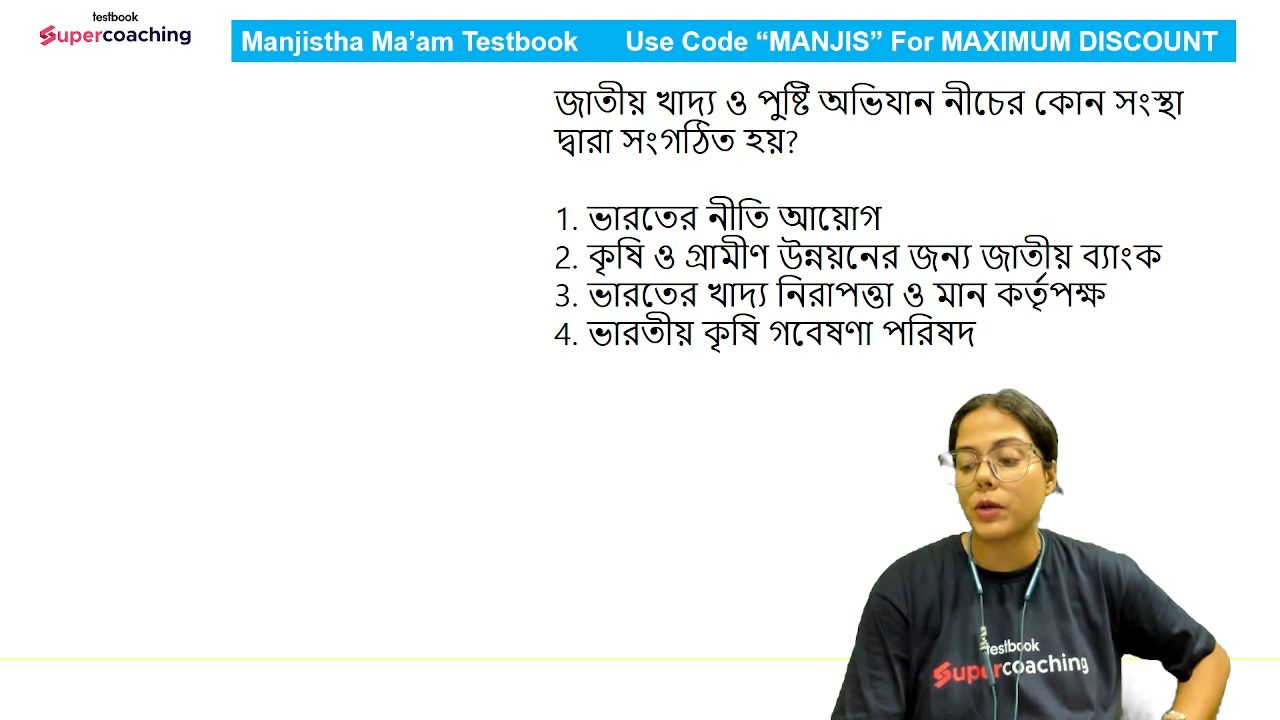 testbook
Supercoaching
Manjistha Ma’am Testbook Use Code “MANJIS” For MAXIMUM DISCOUNT
জাতীয় খাদ্য ও পুষ্টি অভিযান নীচের কোন সংস্থা
দ্বারা সংগঠিত হয়?
1. ভারতের নীতি আয়োগ
2. কৃষি ও গ্রামীণ উন্নয়নের জন্য জাতীয় ব্যাংক
3. ভারতের খাদ্য নিরাপত্তা ও মান কর্তৃপক্ষ
4. ভারতীয় কৃষি গবেষণা পরিষদ
testbook
Supercoaching